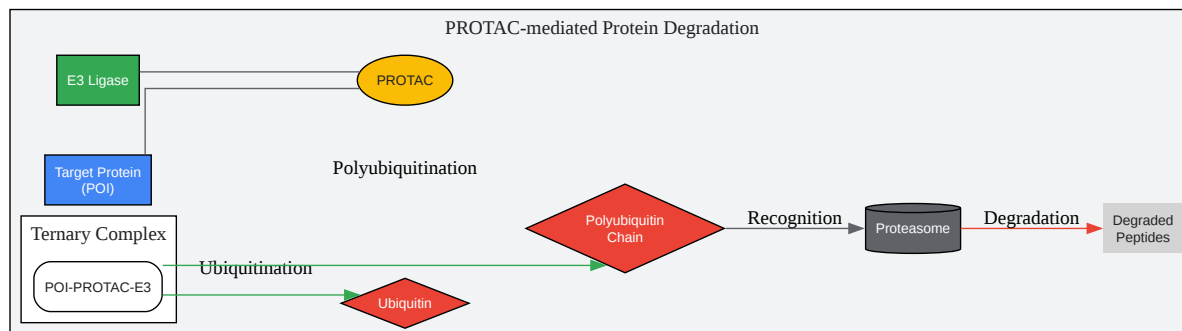 PROTAC-mediated Protein Degradation
E3 Ligase
PROTAC
Target Protein
(POI)
Polyubiquitination
Ternary Complex
POI-PROTAC-E3
Ubiquitination
Ubiquitin
Polyubiquitin
Chain
Recognition
Proteasome
Degradation
Degraded
Peptides